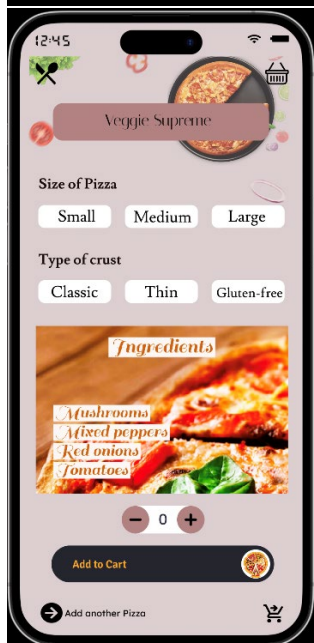 12:45
Veggie Supreme
Size of Pizza
Small Medium Large
Type of crust
Classic Thin Gluten-free
Ingredients
Mushrooms
Mixed peppers
Red onions
Tomatoes
0
Add to Cart
Add another Pizza